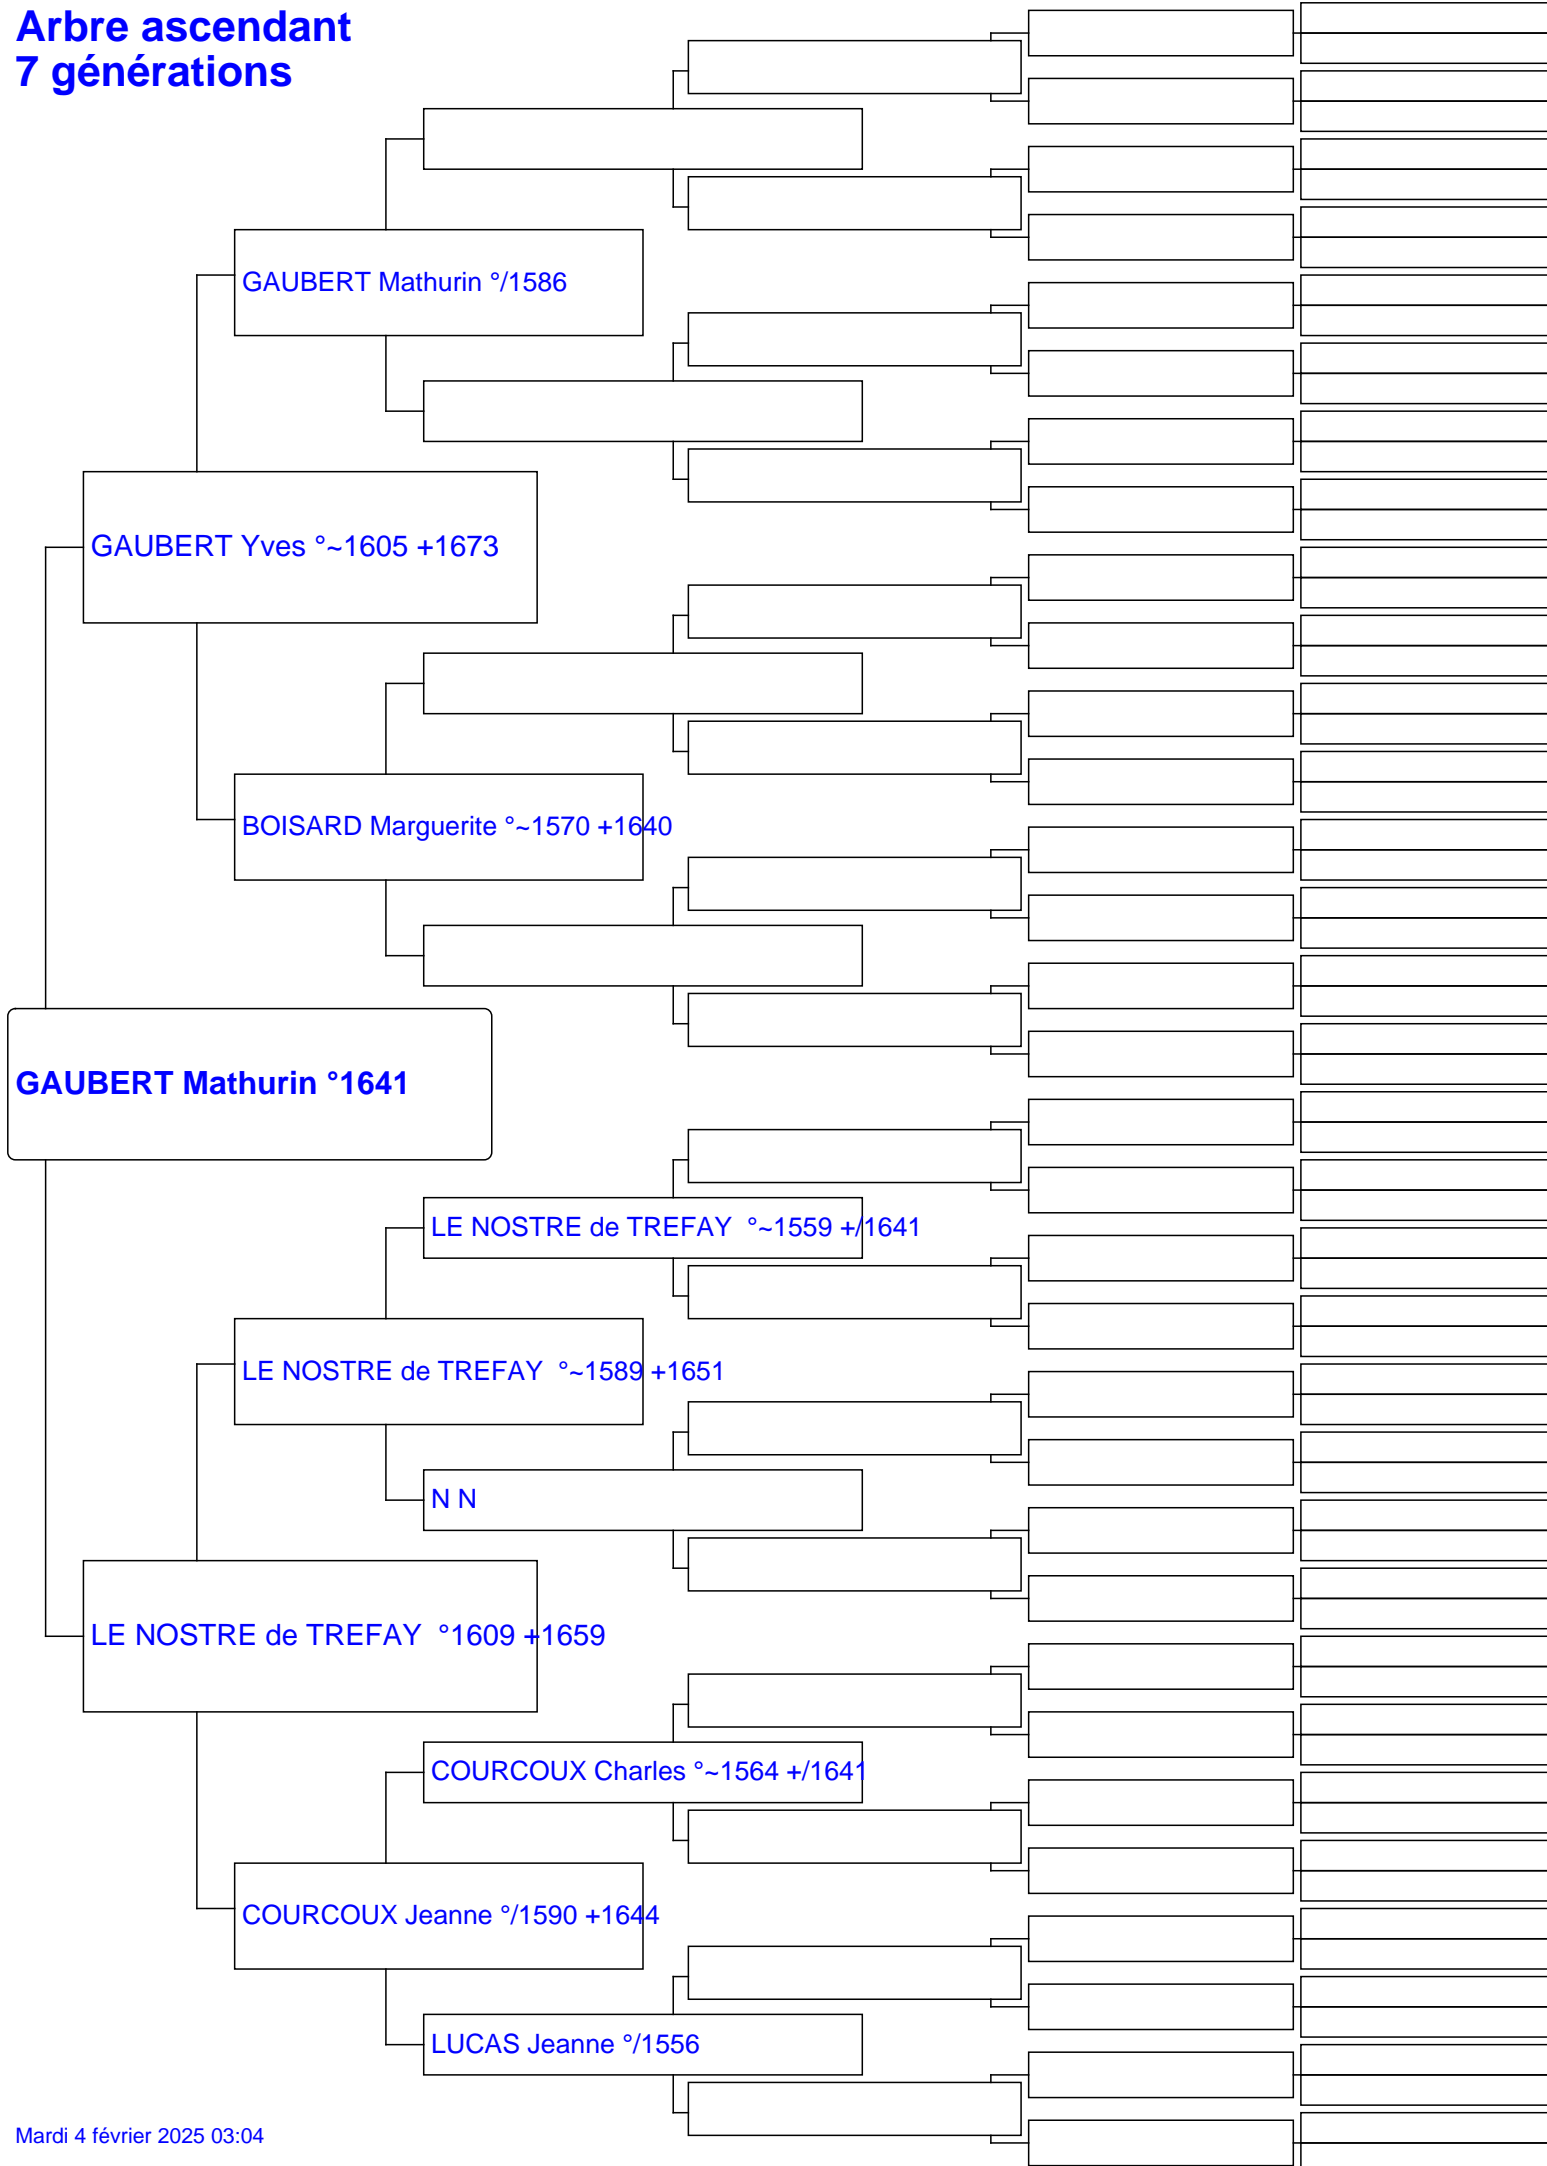 Arbre ascendant
7 générations
GAUBERT Mathurin °/1586
GAUBERT Yves °~1605 +1673
BOISARD Marguerite °~1570 +1640
GAUBERT Mathurin °1641
LE NOSTRE de TREFAY  °~1559 +/1641
LE NOSTRE de TREFAY  °~1589 +1651
N N
LE NOSTRE de TREFAY  °1609 +1659
COURCOUX Charles °~1564 +/1641
COURCOUX Jeanne °/1590 +1644
LUCAS Jeanne °/1556
Mardi 4 février 2025 03:04